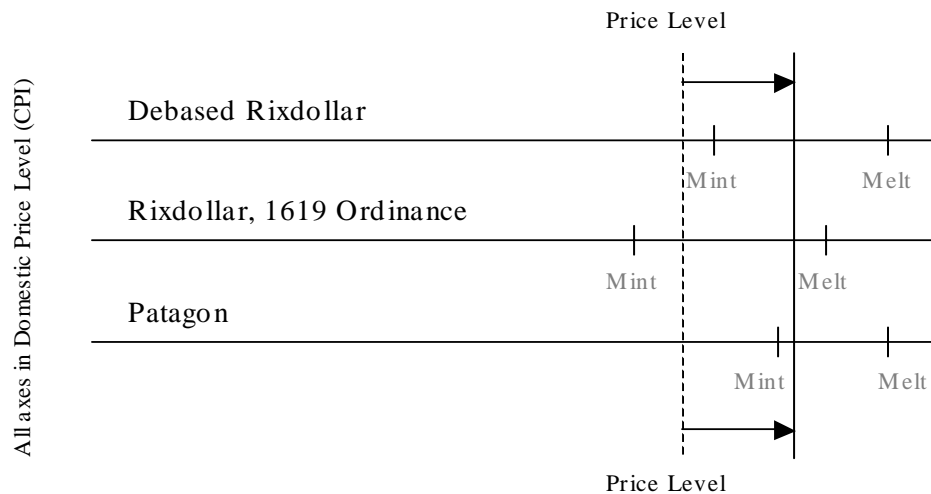 Price Level
All axes in Domestic Price Level (CPI)
Debased Rixdollar
Mint
Melt
Rixdollar, 1619 Ordinance
Mint
Melt
Patagon
Mint
Melt
Price Level